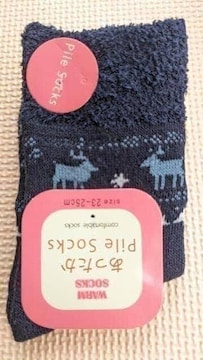 Pile Socks
size 23-25cm
comfortable socks
あったか
Pile Socks
WARM
SOCKS